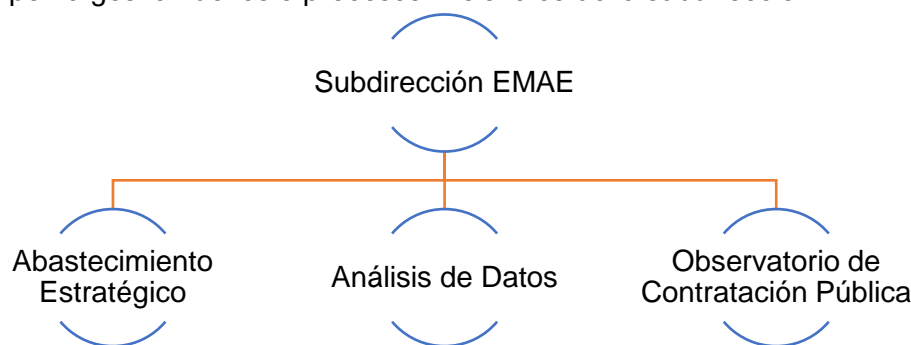 Subdirección EMAE
Abastecimiento
Estratégico
Análisis de Datos
Observatorio de
Contratación Pública